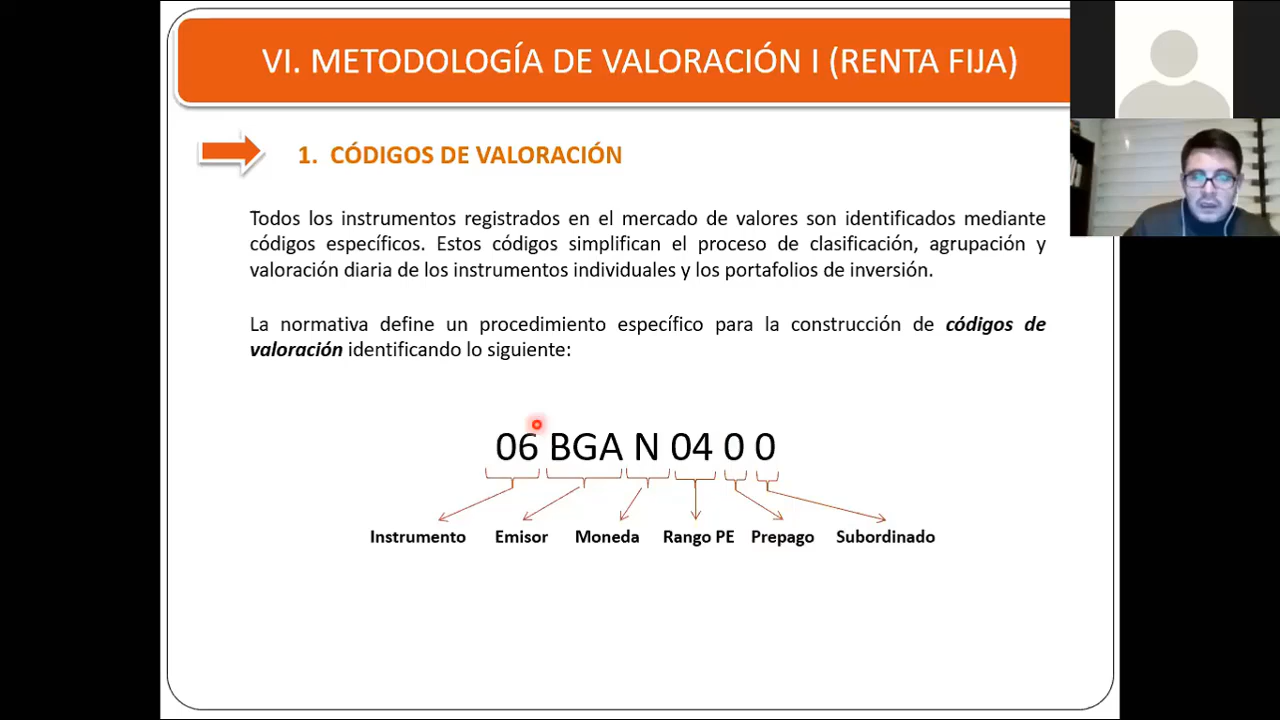 VI. METODOLOGÍA DE VALORACIÓN I (RENTA FIJA)
1. CÓDIGOS DE VALORACIÓN
Todos los instrumentos registrados en el mercado de valores son identificados mediante
códigos específicos. Estos códigos simplifican el proceso de clasificación, agrupación y
valoración diaria de los instrumentos individuales y los portafolios de inversión.
La normativa define un procedimiento específico para la construcción de códigos de
valoración identificando lo siguiente:
06 BGA N 04 0 0
Instrumento Emisor Moneda Rango PE Prepago Subordinado